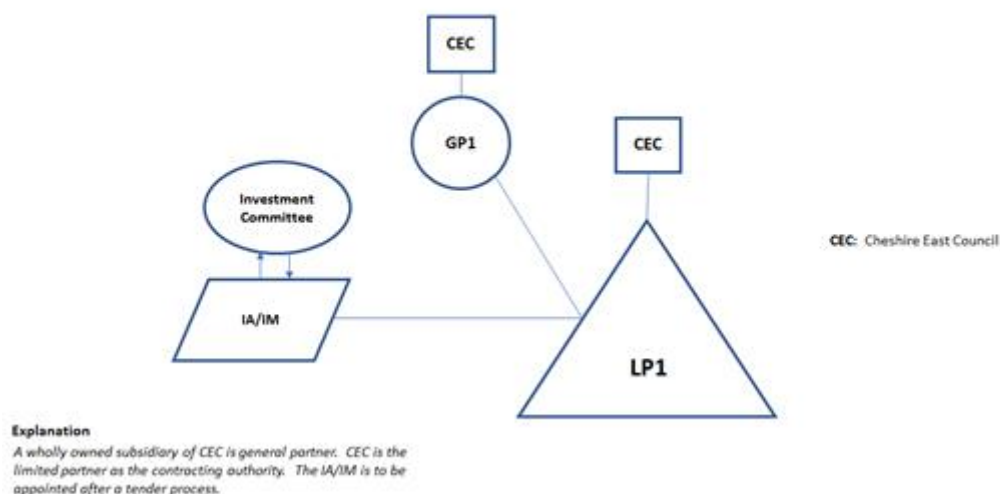 CEC
GP1
CEC
Investment
Committee
CEC: Cheshire East Council
IA/IM
LP1
Explanation
A wholly owned subsidiary of CEC is general partner. CEC is the
limited partner as the contracting authority. The IA/IM is to be
appointed after a tender process.